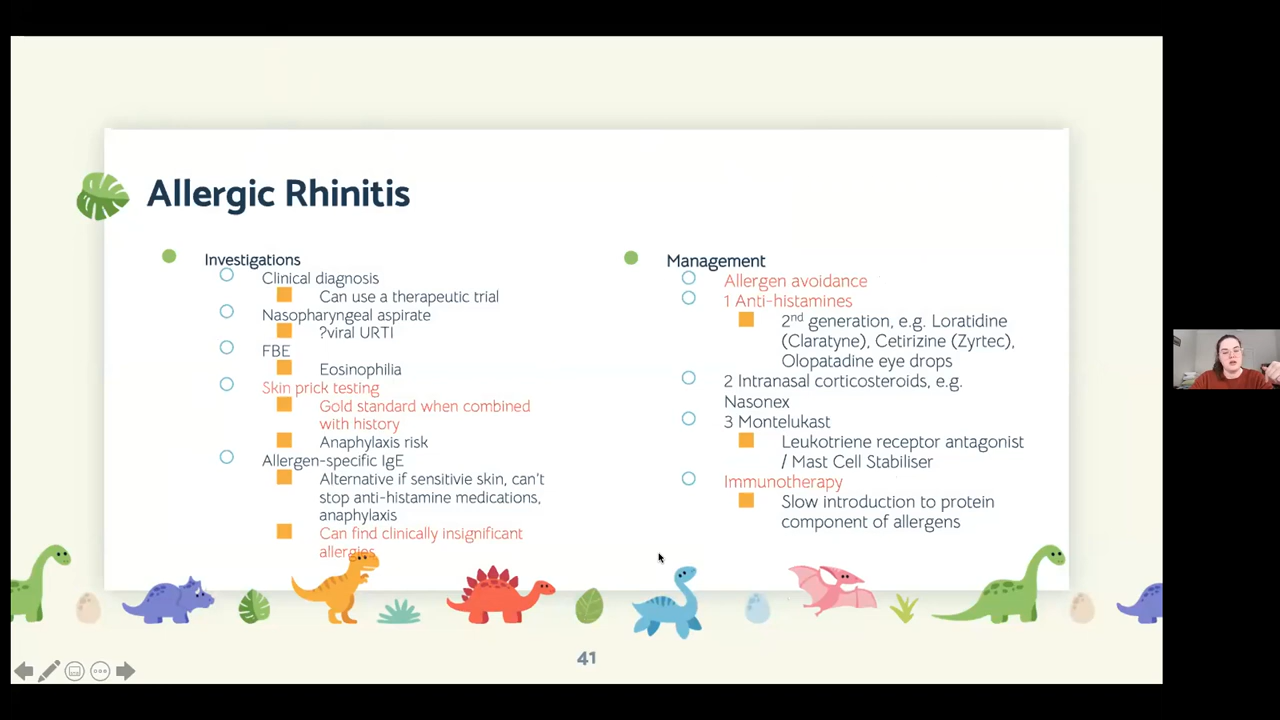 Allergic Rhinitis
Investigations
Clinical diagnosis
Can use a therapeutic trial
Nasopharyngeal aspirate
?viral URTI
FBE
Eosinophilia
Skin prick testing
Gold standard when combined
with history
Anaphylaxis risk
Allergen-specific IgE
Alternative if sensitivie skin, can't
stop anti-histamine medications,
anaphylaxis
Can find clinically insignificant
allergies
Management
Allergen avoidance
1 Anti-histamines
2nd generation, e.g. Loratidine
(Claratyne), Cetirizine (Zyrtec),
Olopatadine eye drops
2 Intranasal corticosteroids, e.g.
Nasonex
3 Montelukast
Leukotriene receptor antagonist
/ Mast Cell Stabiliser
Immunotherapy
Slow introduction to protein
component of allergens
41